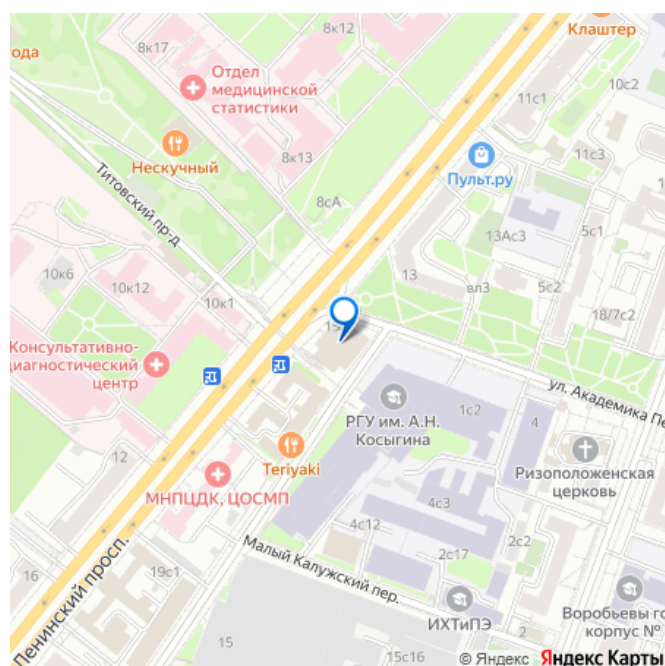 8к17
8к12
Клаштер
ода
Отдел
медицинской
статистики
11с1
10с2
8к13
11с3
Нескучный
Титовский пр-д
Пульт.ру
8сА
13Ас3
5с1
10к6
10к12
13
вл3
5с2
10к1
18/7с2
Консультативно-
диагностический
центр
ул. Академика Пе
РГУ им. А.Н.
Косыгина
1с2
4
Teriyaki
12
Ризоположенская
церковь
МНПЦДК, ЦОСМП
4с3
4с12
2с2
Малый Калужский пер.
2с17
16
19с1
Ленинский просп.
ИХТиПЭ
Воробьевы го
корпус №
15
15с16
© Яндекс Яндекс Карты